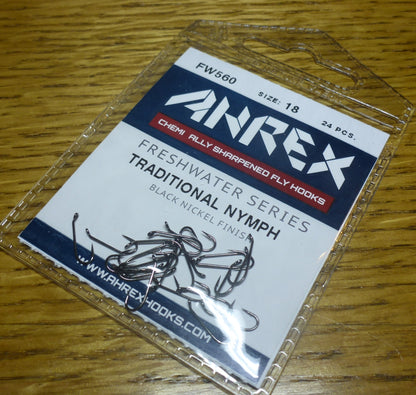 FW560 SIZE: 18 24 PCS.
AHREX
CHEMI ALLY SHARPENED FLY HOOKS
FRESHWATER SERIES
TRADITIONAL NYMPH
BLACK NICKEL FINISH
WWW.AHREXHOOKS.COM